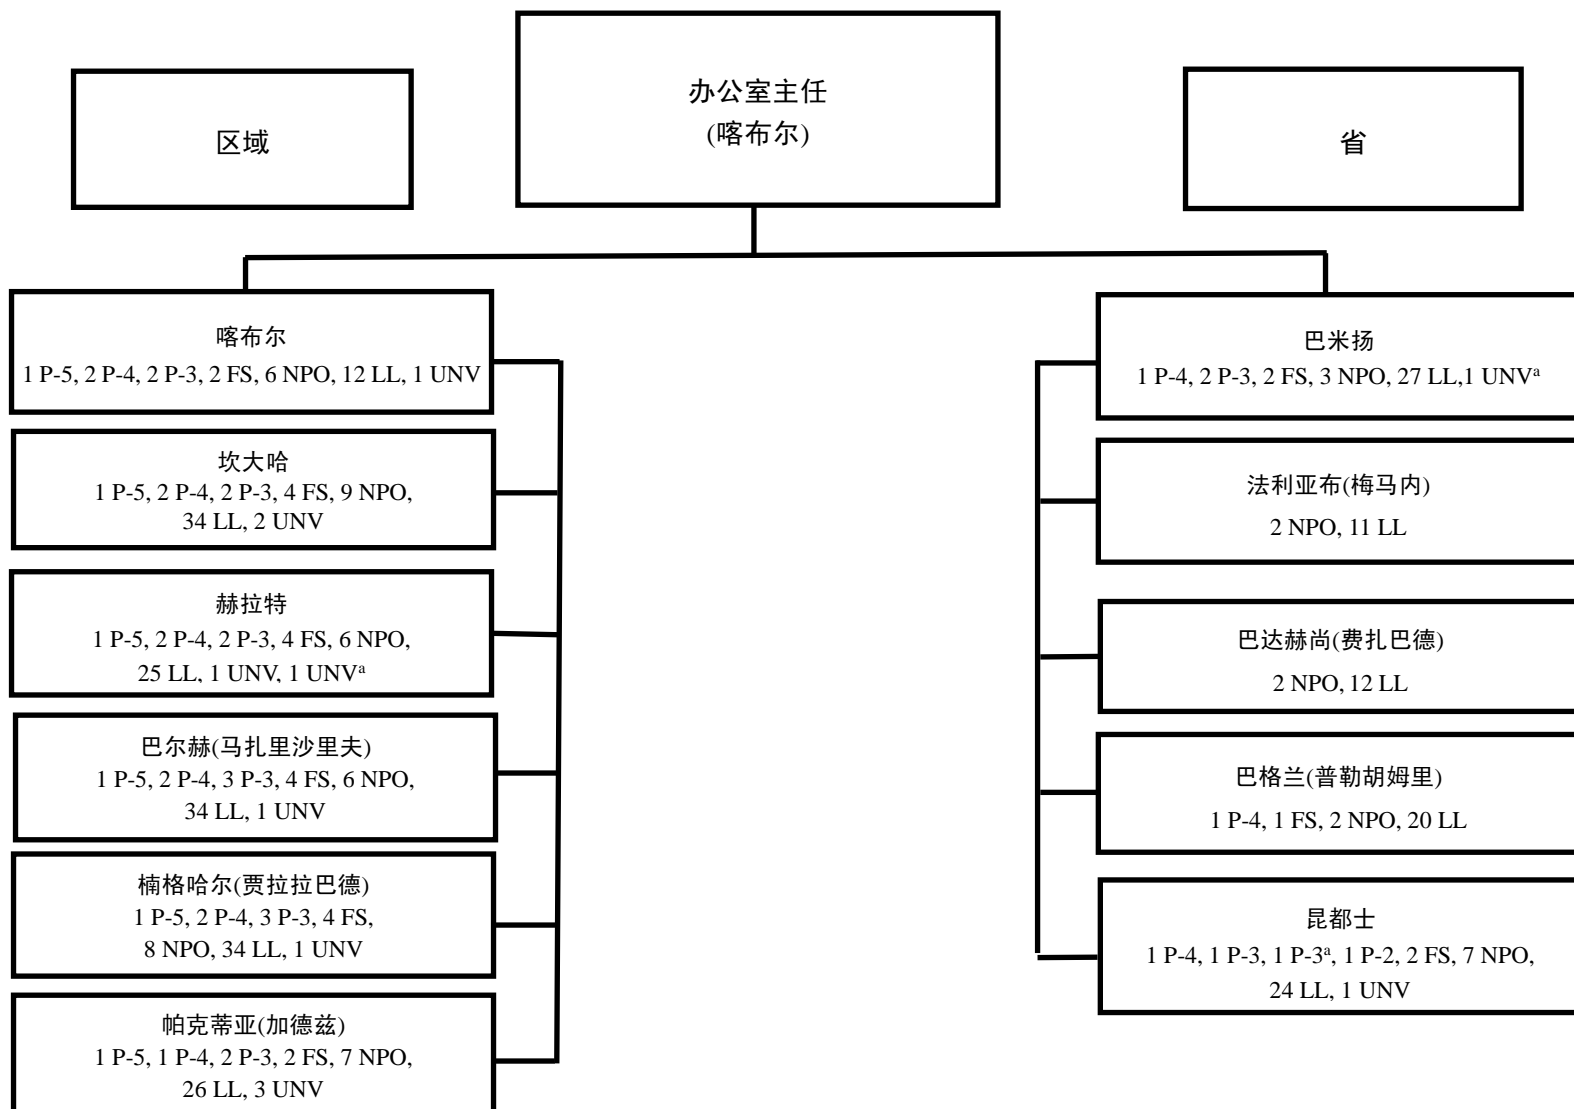 办公室主任
(喀布尔)
区域
省
喀布尔
1 P-5, 2 P-4, 2 P-3, 2 FS, 6 NPO, 12 LL, 1 UNV
坎大哈
1 P-5, 2 P-4, 2 P-3, 4 FS, 9 NPO,
34 LL, 2 UNV
赫拉特
1 P-5, 2 P-4, 2 P-3, 4 FS, 6 NPO,
25 LL, 1 UNV, 1 UNVᵃ
巴尔赫(马扎里沙里夫)
1 P-5, 2 P-4, 3 P-3, 4 FS, 6 NPO,
34 LL, 1 UNV
楠格哈尔(贾拉拉巴德)
1 P-5, 2 P-4, 3 P-3, 4 FS,
8 NPO, 34 LL, 1 UNV
帕克蒂亚(加德兹)
1 P-5, 1 P-4, 2 P-3, 2 FS, 7 NPO,
26 LL, 3 UNV
巴米扬
1 P-4, 2 P-3, 2 FS, 3 NPO, 27 LL,1 UNVᵃ
法利亚布(梅马内)
2 NPO, 11 LL
巴达赫尚(费扎巴德)
2 NPO, 12 LL
巴格兰(普勒胡姆里)
1 P-4, 1 FS, 2 NPO, 20 LL
昆都士
1 P-4, 1 P-3, 1 P-3ᵃ, 1 P-2, 2 FS, 7 NPO,
24 LL, 1 UNV